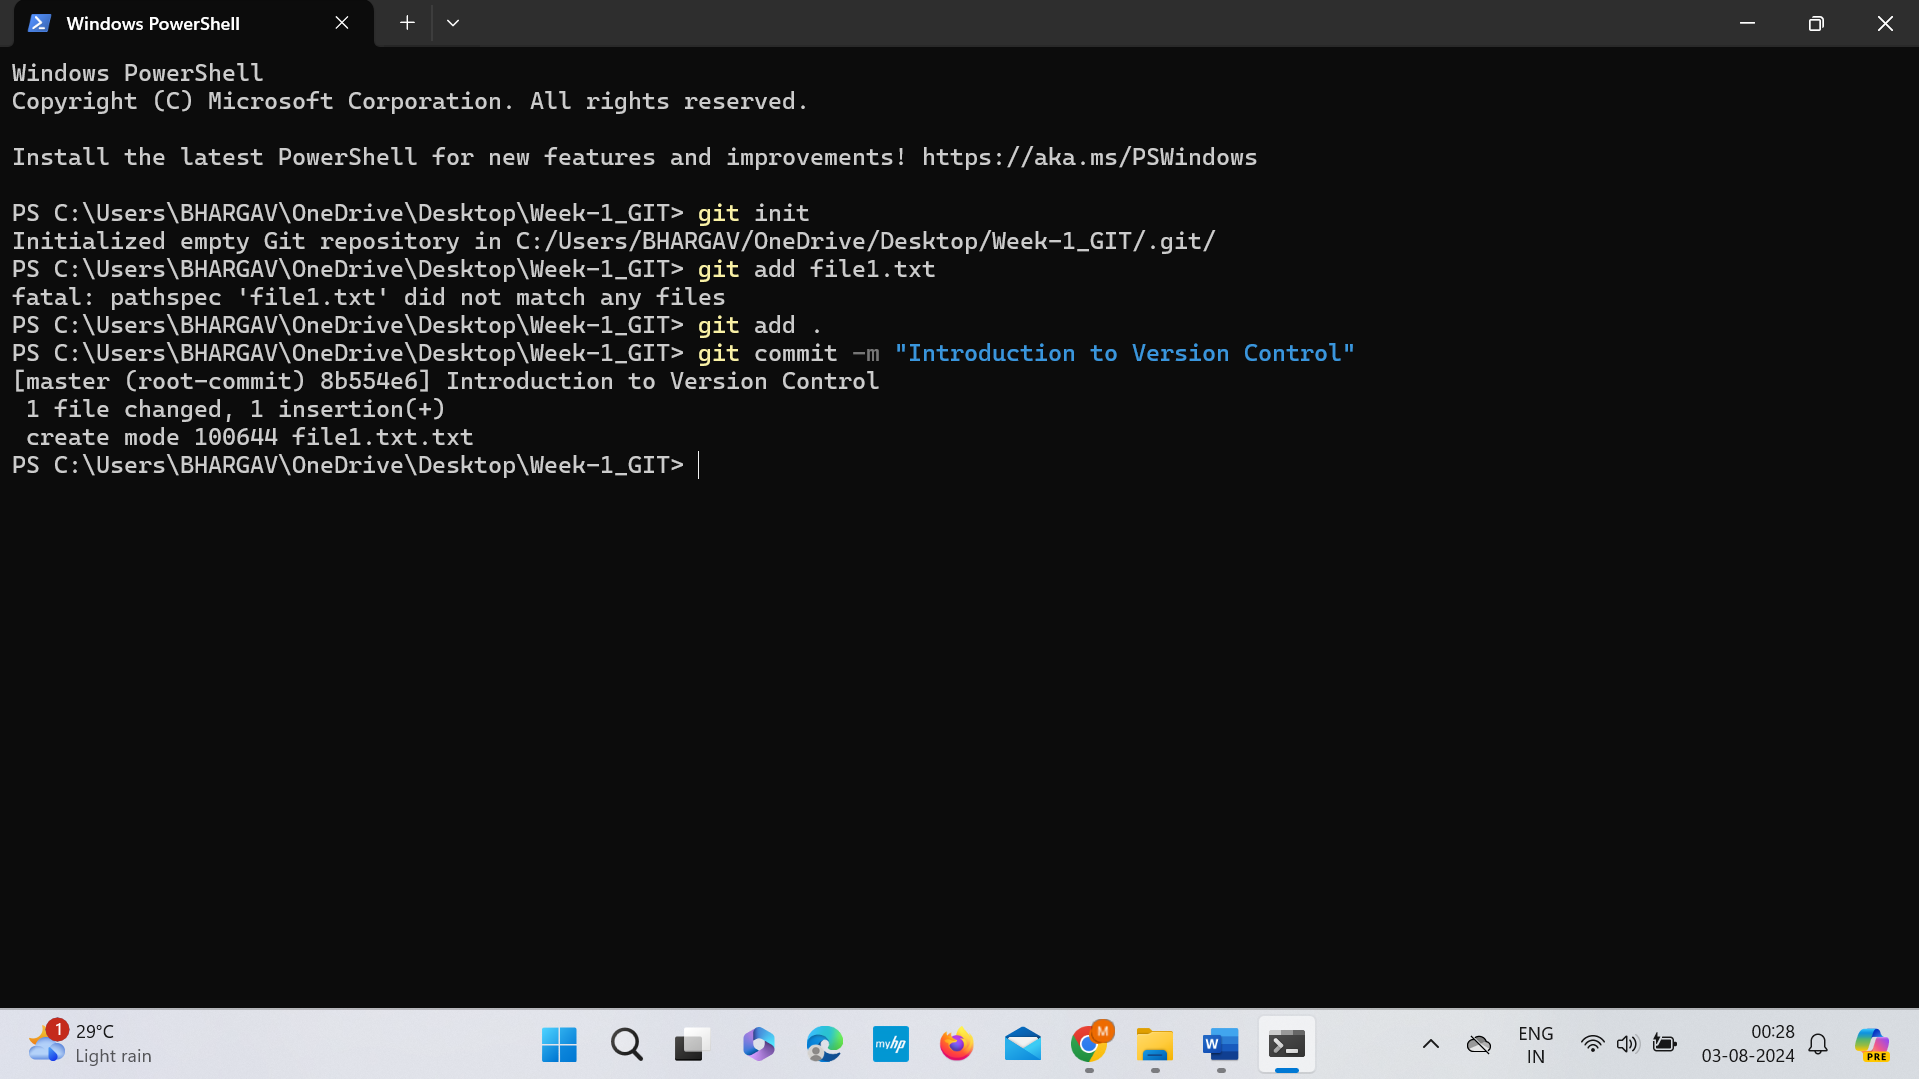 Windows PowerShell
Windows PowerShell
Copyright (C) Microsoft Corporation. All rights reserved.
Install the latest PowerShell for new features and improvements! https://aka.ms/PSWindows
PS C:\Users\BHARGAV\OneDrive\Desktop\Week-1_GIT> git init
Initialized empty Git repository in C:/Users/BHARGAV/OneDrive/Desktop/Week-1_GIT/.git/
PS C:\Users\BHARGAV\OneDrive\Desktop\Week-1_GIT> git add file1.txt
fatal: pathspec 'file1.txt' did not match any files
PS C:\Users\BHARGAV\OneDrive\Desktop\Week-1_GIT> git add .
PS C:\Users\BHARGAV\OneDrive\Desktop\Week-1_GIT> git commit -m "Introduction to Version Control"
[master (root-commit) 8b554e6] Introduction to Version Control
 1 file changed, 1 insertion(+)
 create mode 100644 file1.txt.txt
PS C:\Users\BHARGAV\OneDrive\Desktop\Week-1_GIT>
1
29°C
Light rain
myhp
M
W
ENG
IN
00:28
03-08-2024
PRE